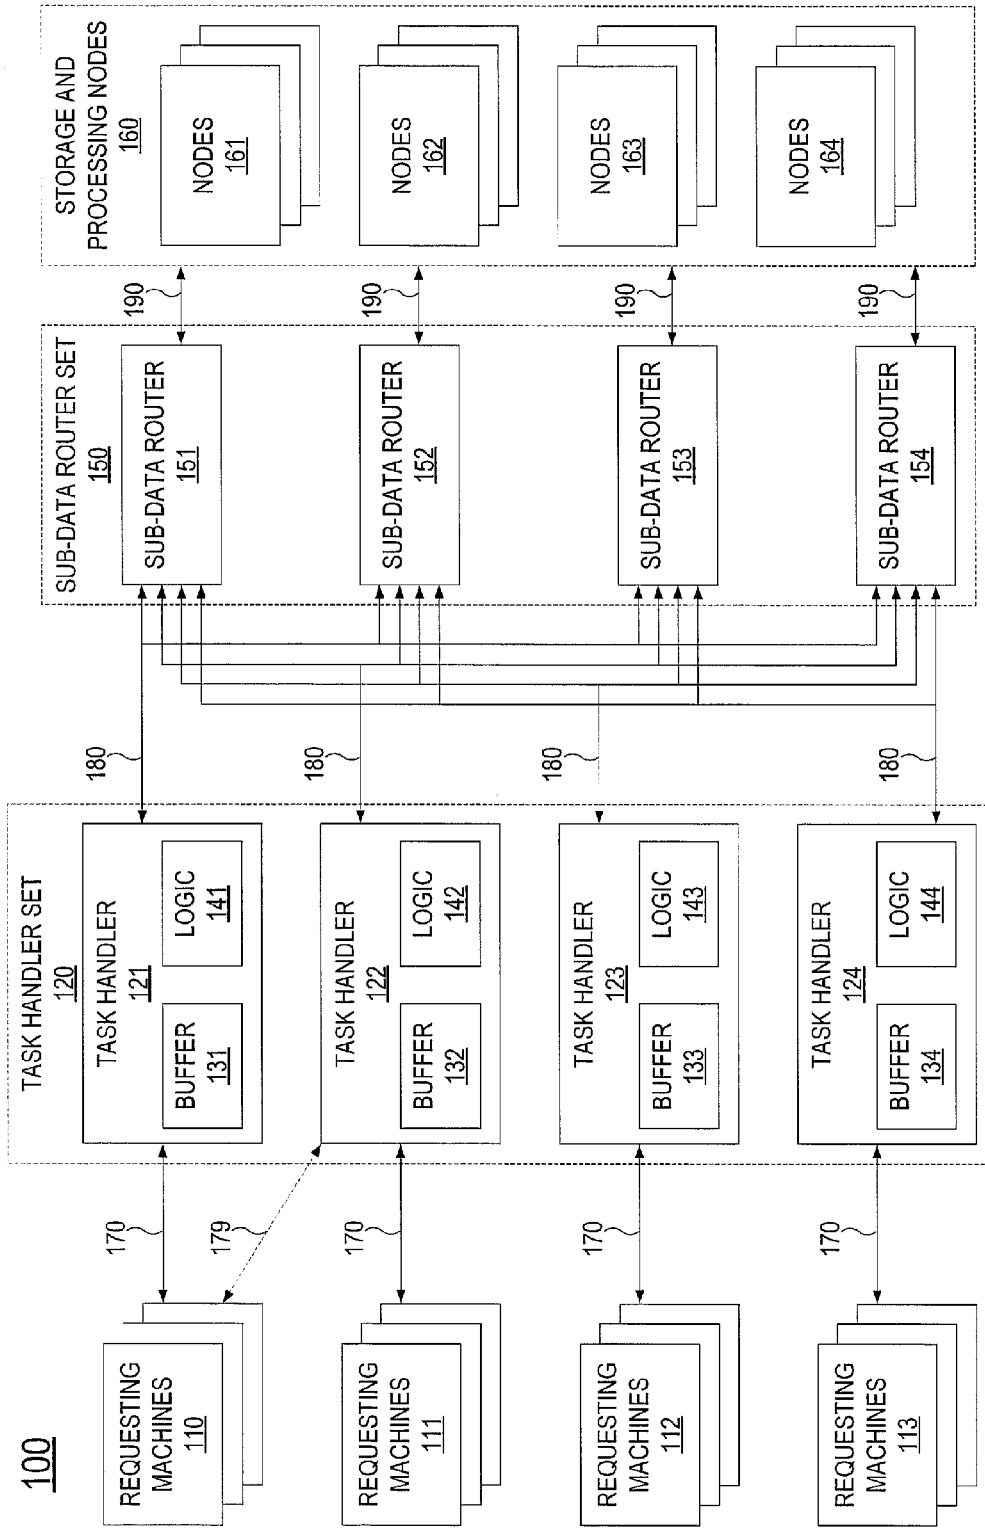 100
REQUESTING
MACHINES
110
REQUESTING
MACHINES
111
REQUESTING
MACHINES
112
REQUESTING
MACHINES
113
170
179
170
170
170
TASK HANDLER SET
120
TASK HANDLER
121
BUFFER
131
LOGIC
141
TASK HANDLER
122
BUFFER
132
LOGIC
142
TASK HANDLER
123
BUFFER
133
LOGIC
143
TASK HANDLER
124
BUFFER
134
LOGIC
144
180
180
180
180
SUB-DATA ROUTER SET
150
SUB-DATA ROUTER
151
SUB-DATA ROUTER
152
SUB-DATA ROUTER
153
SUB-DATA ROUTER
154
190
190
190
190
STORAGE AND
PROCESSING NODES
160
NODES
161
NODES
162
NODES
163
NODES
164